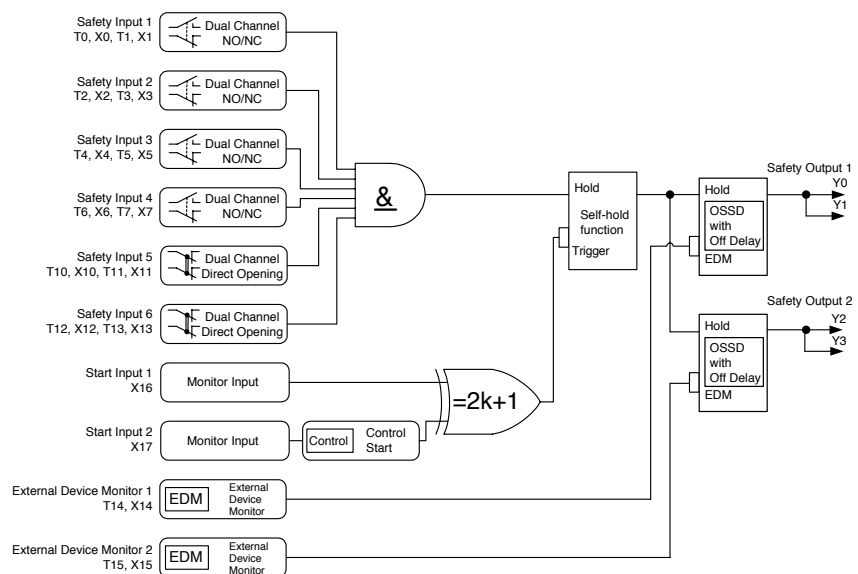 Safety Input 1
T0, X0, T1, X1
Dual Channel
NO/NC
Safety Input 2
T2, X2, T3, X3
Dual Channel
NO/NC
Safety Input 3
T4, X4, T5, X5
Dual Channel
NO/NC
Safety Input 4
T6, X6, T7, X7
Dual Channel
NO/NC
Safety Input 5
T10, X10, T11, X11
Dual Channel
Direct Opening
Safety Input 6
T12, X12, T13, X13
Dual Channel
Direct Opening
Start Input 1
X16
Monitor Input
Start Input 2
X17
Monitor Input
Control
Control
Start
External Device Monitor 1
T14, X14
EDM
External
Device
Monitor
External Device Monitor 2
T15, X15
EDM
External
Device
Monitor
&
=2k+1
Hold
Self-hold
function
Trigger
Safety Output 1
Hold
OSSD
with
Off Delay
EDM
Y0
Y1
Safety Output 2
Hold
OSSD
with
Off Delay
EDM
Y2
Y3